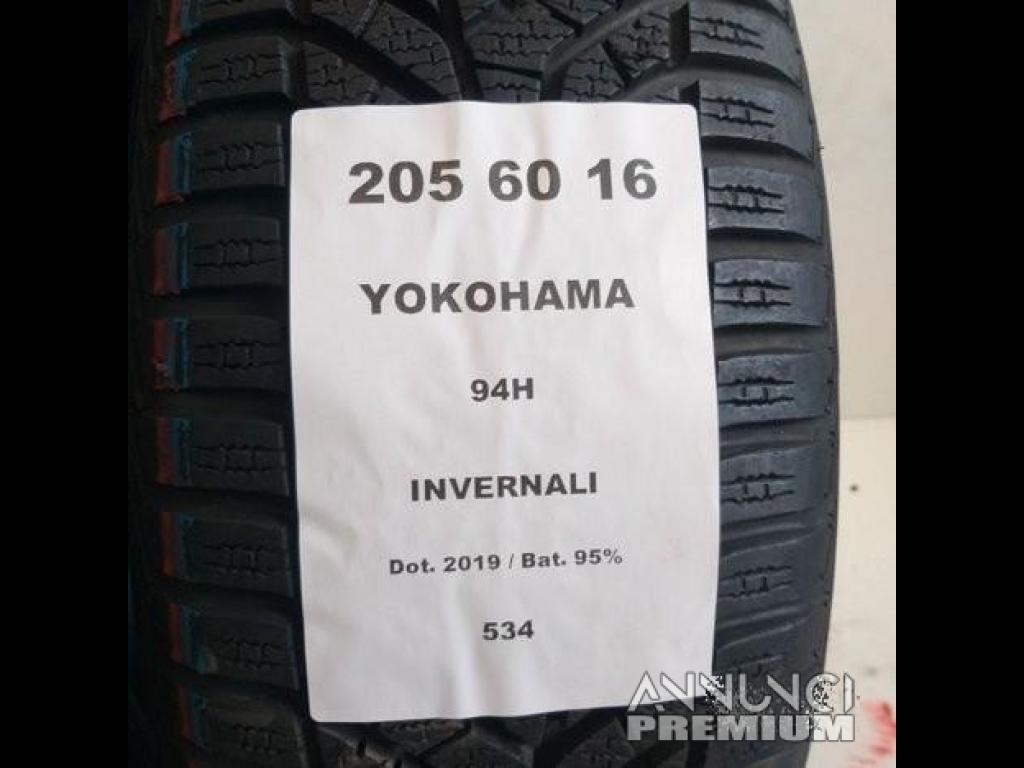 205 60 16
YOKOHAMA
94H
INVERNALI
Dot. 2019 / Bat. 95%
534
ANNUNCI
PREMIUM